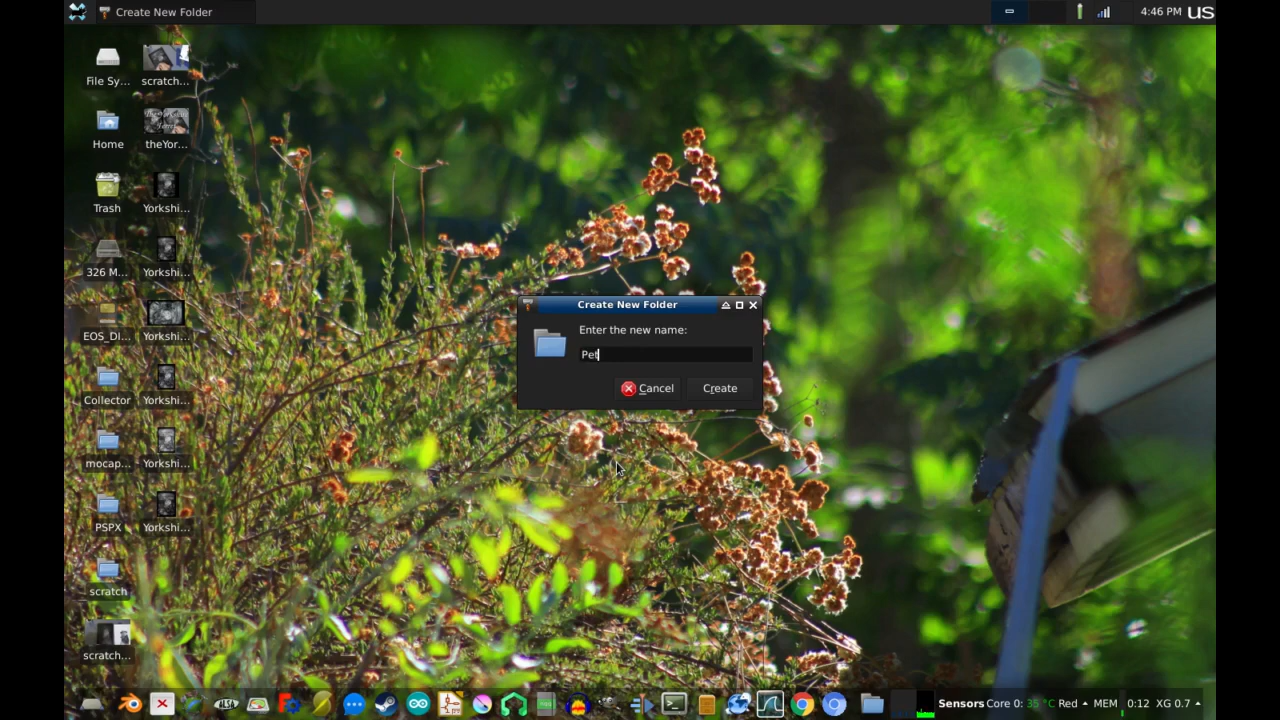 Create New Folder
4:46 PM US
File Sy...
scratch...
Home
theYor...
Trash
Yorkshi...
326 M...
Yorkshi...
EOS_DI...
Yorkshi...
Collector
Yorkshi...
mocap...
Yorkshi...
PSPX
Yorkshi...
scratch
scratch...
Create New Folder
Enter the new name:
Pet
Cancel
Create
Sensors Core 0: 35 °C Red MEM 0:12 XG 0.7